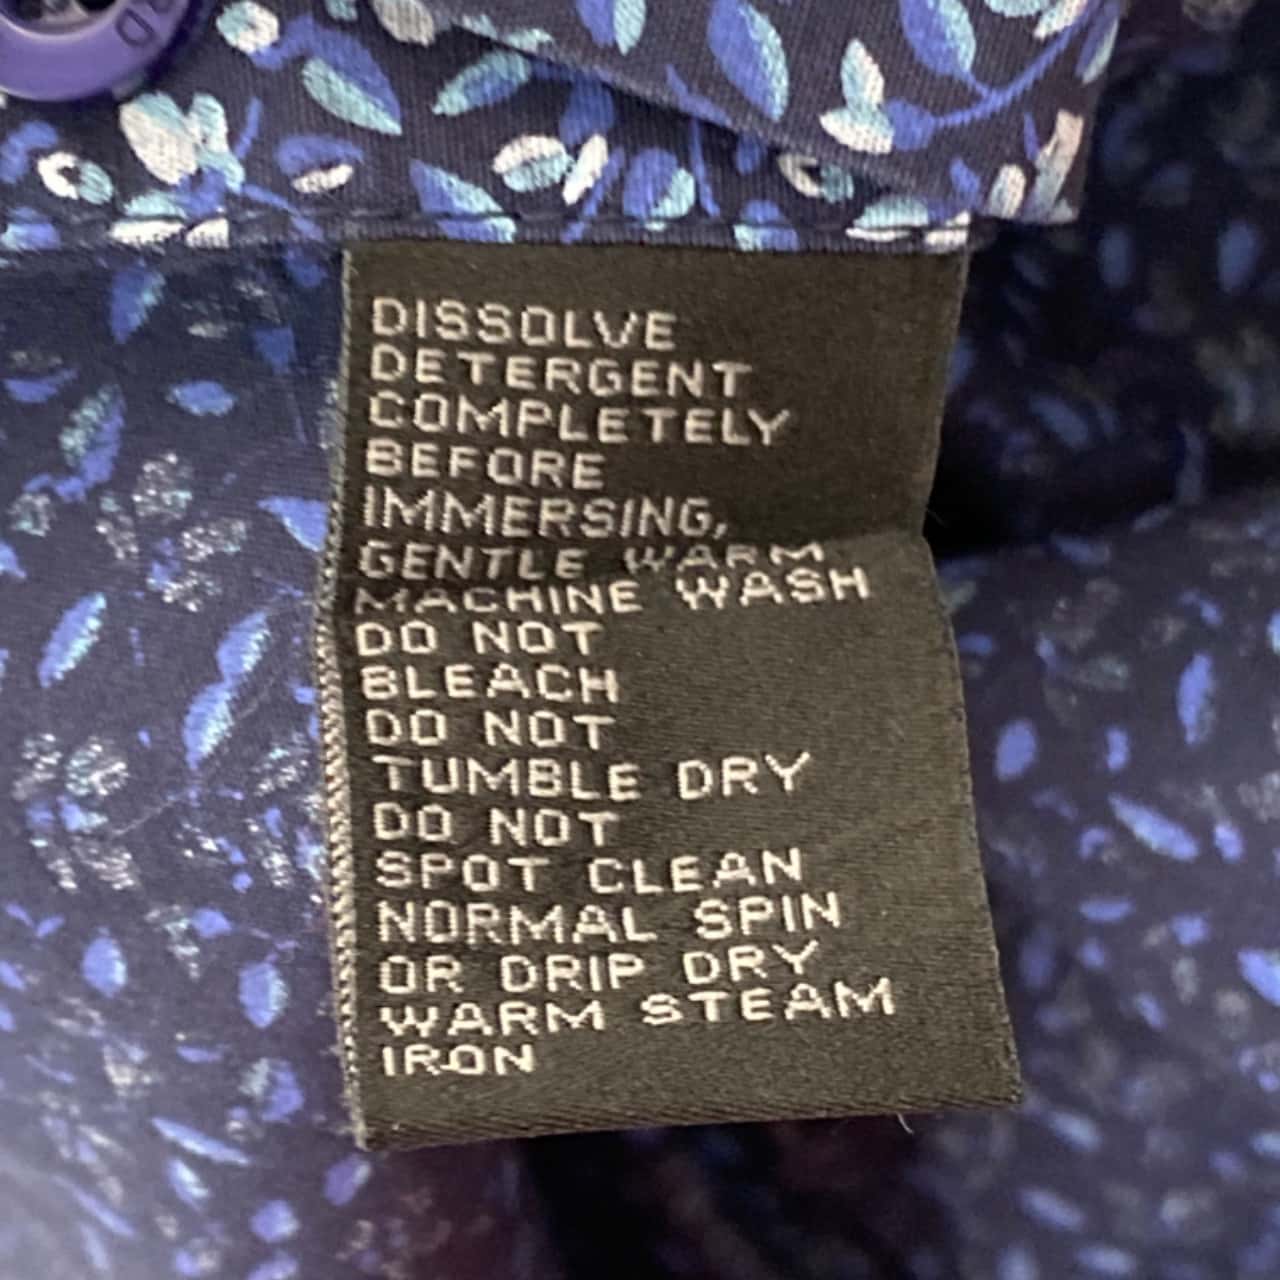 DISSOLVE
DETERGENT
COMPLETELY
BEFORE
IMMERSING,
GENTLE WARM
MACHINE WASH
DO NOT
BLEACH
DO NOT
TUMBLE DRY
DO NOT
SPOT CLEAN
NORMAL SPIN
OR DRIP DRY
WARM STEAM
IRON